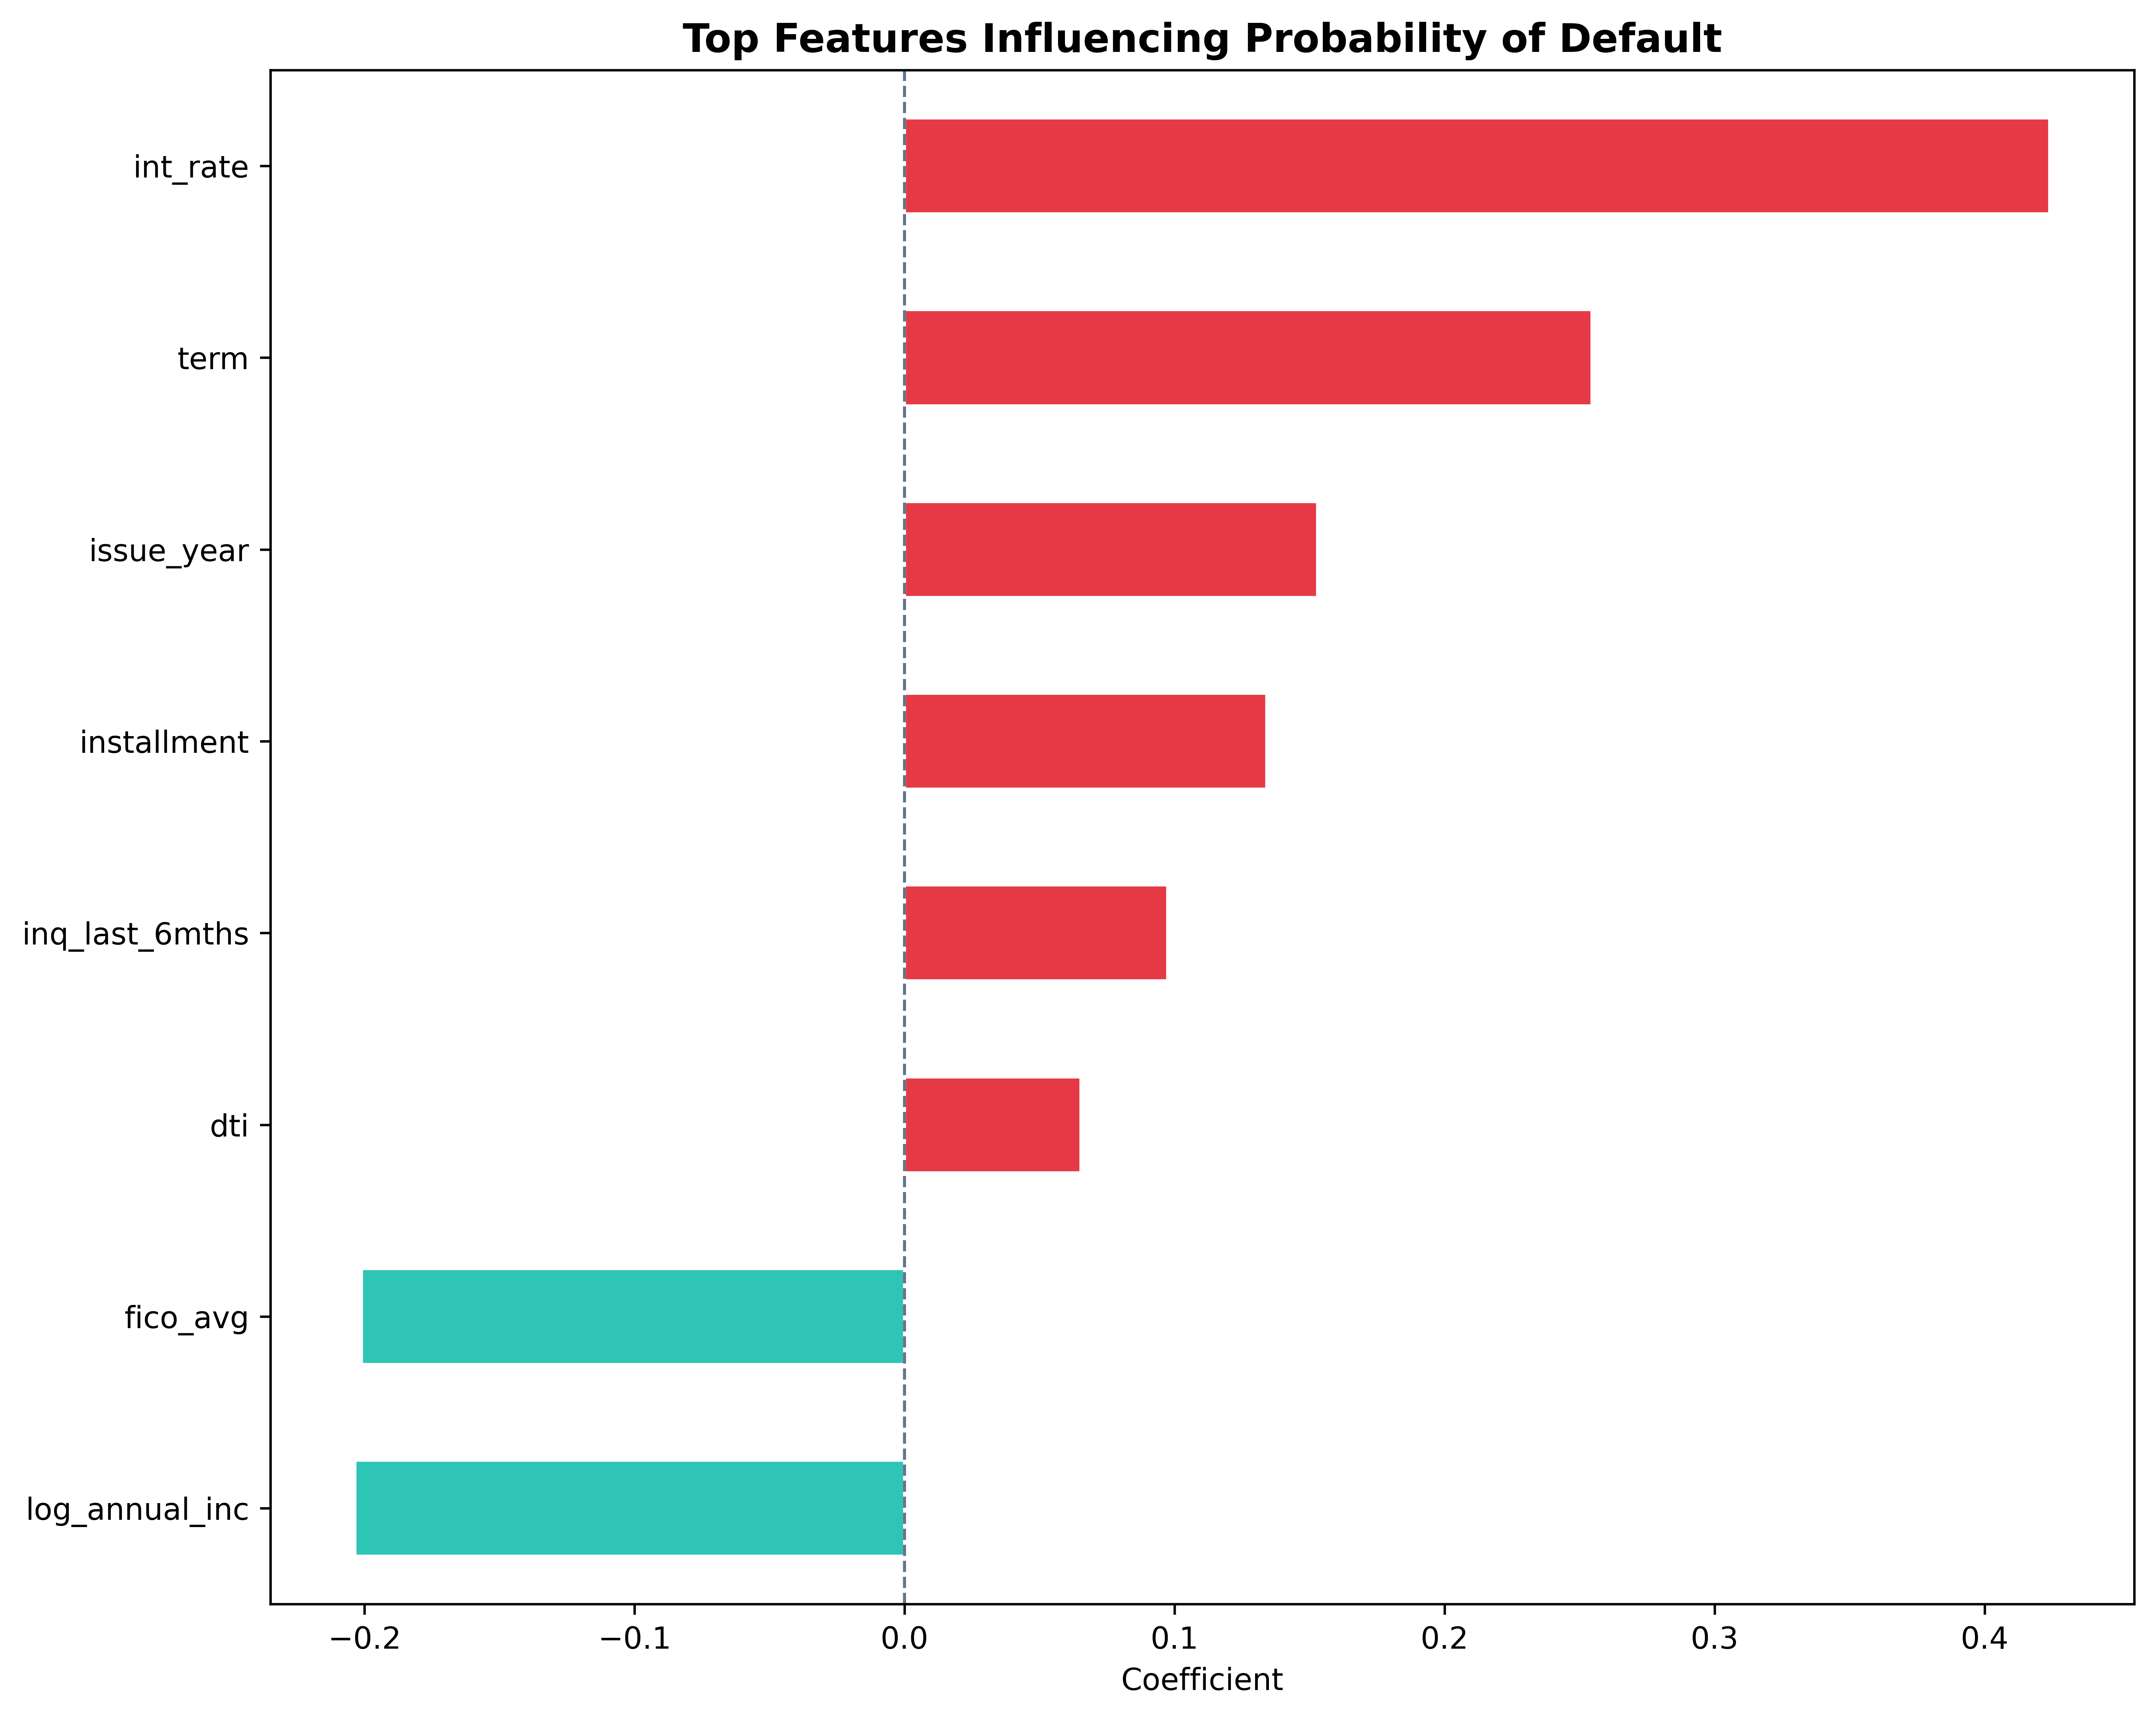 Top Features Influencing Probability of Default
int_rate
term
issue_year
installment
inq_last_6mths
dti
fico_avg
log_annual_inc
−0.2 −0.1 0.0 0.1 0.2 0.3 0.4
Coefficient